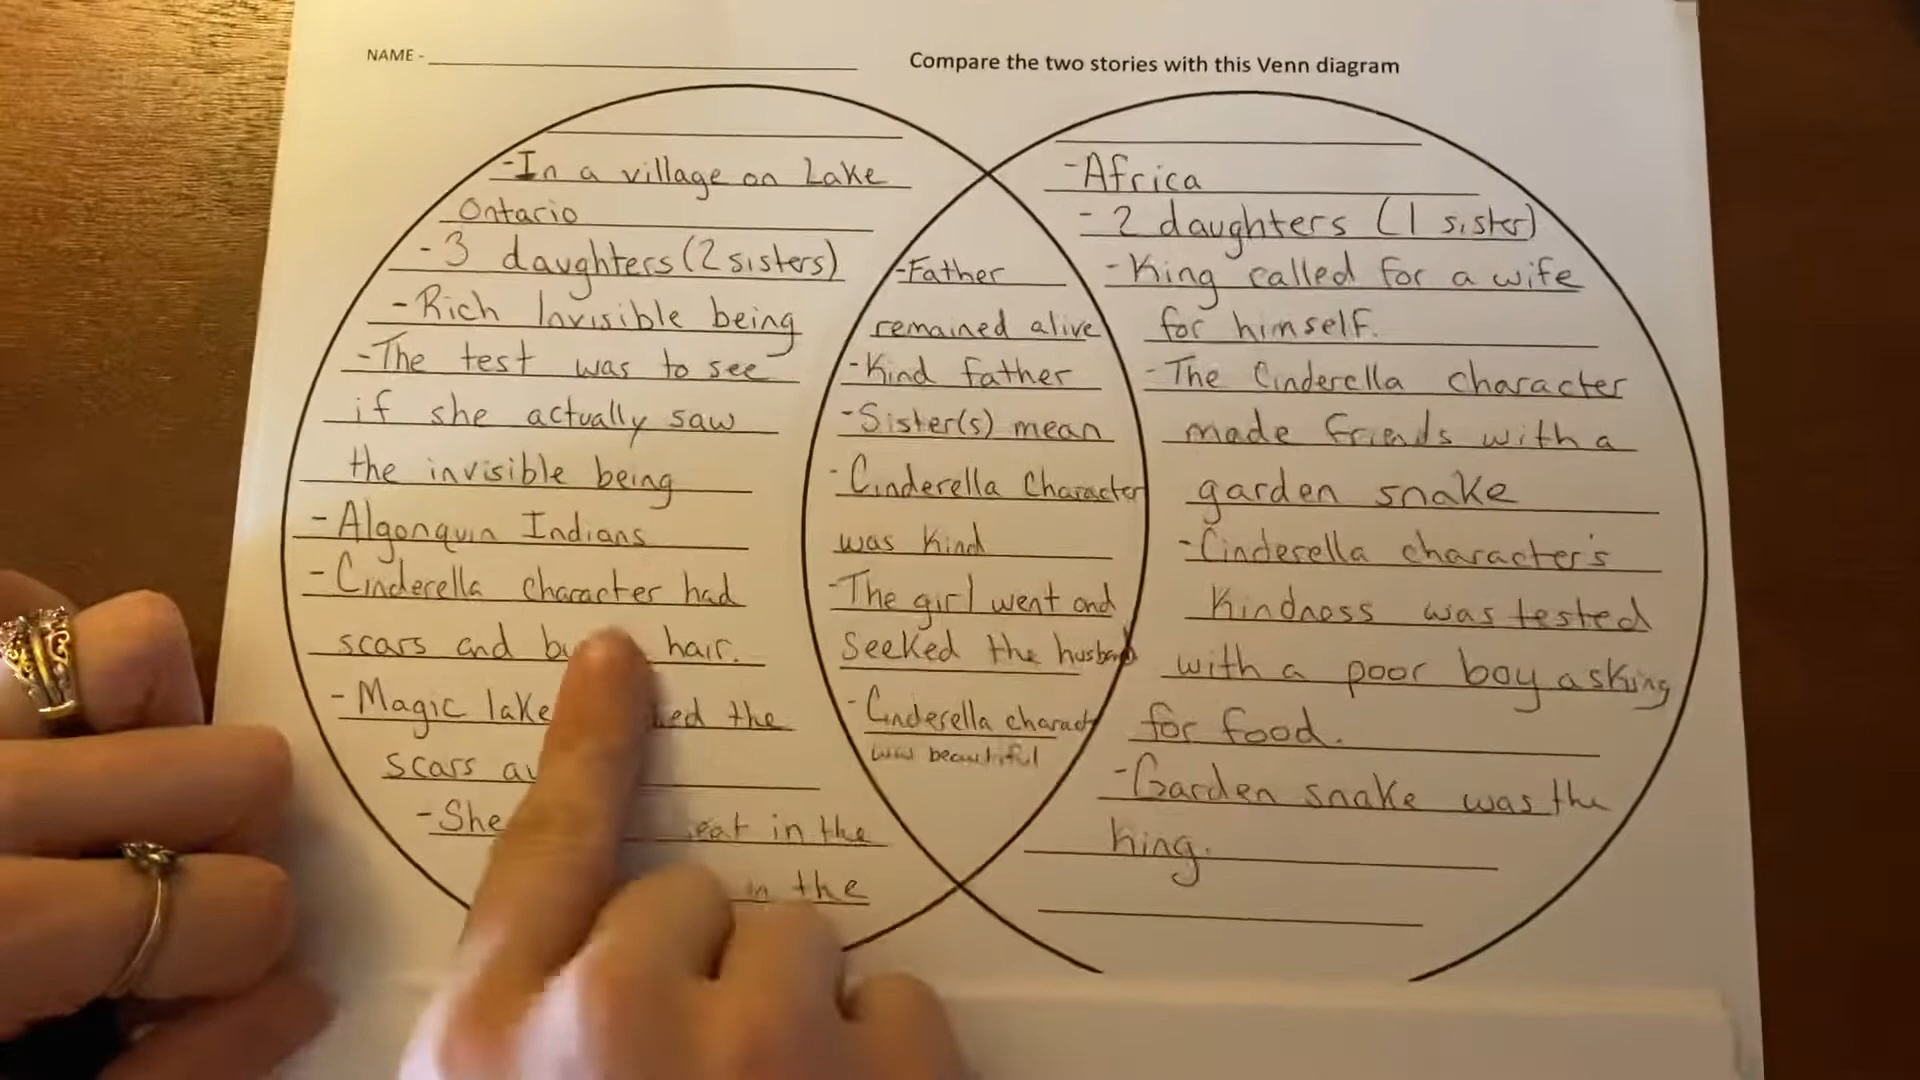 NAME -
Compare the two stories with this Venn diagram
-In a village on Lake
Ontario
-3 daughters (2 sisters)
-Rich Invisible being
-The test was to see
if she actually saw
the invisible being
-Algonquin Indians
-Cinderella character had
scars and hair.
-Magic lake the
scars
-She in the
in the
-Father
remained alive
-Kind father
-Sister(s) mean
-Cinderella Character
was kind
-The girl went and
seeked the husband
-Cinderella charact
was beautiful
-Africa
-2 daughters (1 sister)
-King called for a wife
for himself.
-The Cinderella character
made friends with a
garden snake
-Cinderella character's
kindness was tested
with a poor boy asking
for food.
-Garden snake was the
king.